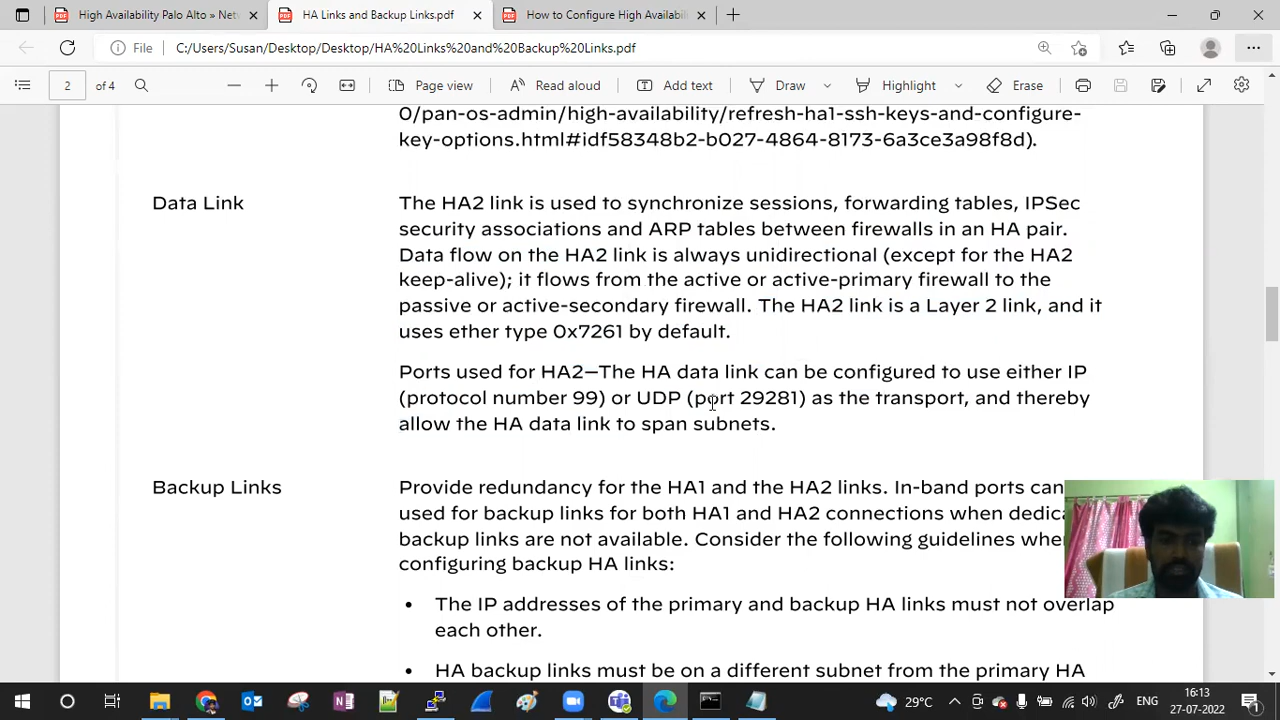 High Availability Palo Alto » Net
HA Links and Backup Links.pdf
How to Configure High Availabil
File
C:/Users/Susan/Desktop/Desktop/HA%20Links%20and%20Backup%20Links.pdf
2
of 4
Page view
Read aloud
Add text
Draw
Highlight
Erase
0/pan-os-admin/high-availability/refresh-ha1-ssh-keys-and-configure-
key-options.html#idf58348b2-b027-4864-8173-6a3ce3a98f8d).
Data Link
The HA2 link is used to synchronize sessions, forwarding tables, IPSec
security associations and ARP tables between firewalls in an HA pair.
Data flow on the HA2 link is always unidirectional (except for the HA2
keep-alive); it flows from the active or active-primary firewall to the
passive or active-secondary firewall. The HA2 link is a Layer 2 link, and it
uses ether type 0x7261 by default.
Ports used for HA2—The HA data link can be configured to use either IP
(protocol number 99) or UDP (port 29281) as the transport, and thereby
allow the HA data link to span subnets.
Backup Links
Provide redundancy for the HA1 and the HA2 links. In-band ports can
used for backup links for both HA1 and HA2 connections when dedica
backup links are not available. Consider the following guidelines when
configuring backup HA links:
• The IP addresses of the primary and backup HA links must not overlap
each other.
• HA backup links must be on a different subnet from the primary HA
29°C
ENG
16:13
27-07-2022